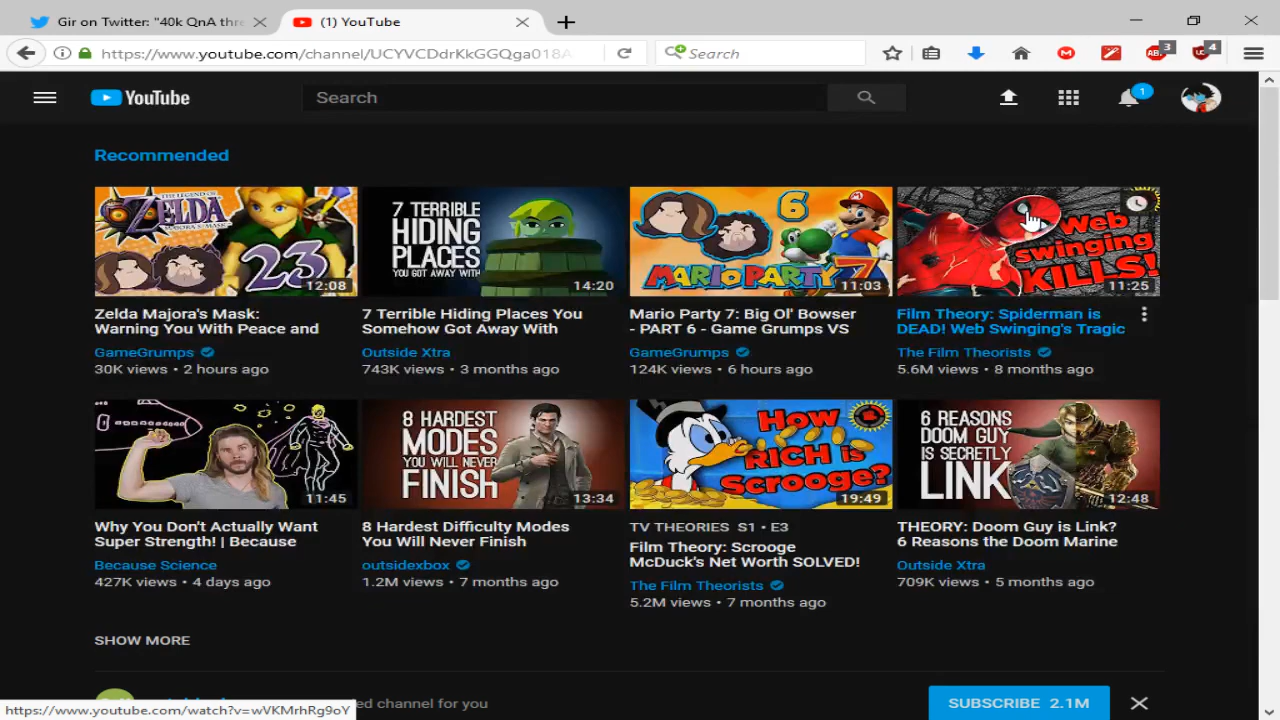 Gir on Twitter: "40k QnA thre
(1) YouTube
https://www.youtube.com/channel/UCYVCDdrKkGGQga018A
Search
3
4
YouTube
Search
1
Recommended
THE LEGEND OF
ZELDA
MAJORA'S MASK
23
12:08
7 TERRIBLE
HIDING
PLACES
YOU GOT AWAY WITH
14:20
6
MARIO PARTY 7
11:03
Web
swinging
KILLS!
11:25
Zelda Majora's Mask:
Warning You With Peace and
GameGrumps
30K views • 2 hours ago
7 Terrible Hiding Places You
Somehow Got Away With
Outside Xtra
743K views • 3 months ago
Mario Party 7: Big Ol' Bowser
- PART 6 - Game Grumps VS
GameGrumps
124K views • 6 hours ago
Film Theory: Spiderman is
DEAD! Web Swinging's Tragic
The Film Theorists
5.6M views • 8 months ago
11:45
8 HARDEST
MODES
YOU WILL NEVER
FINISH
13:34
How
RICH is
Scrooge?
19:49
6 REASONS
DOOM GUY
IS SECRETLY
LINK
12:48
Why You Don't Actually Want
Super Strength! | Because
Because Science
427K views • 4 days ago
8 Hardest Difficulty Modes
You Will Never Finish
outsidexbox
1.2M views • 7 months ago
TV THEORIES S1 • E3
Film Theory: Scrooge
McDuck's Net Worth SOLVED!
The Film Theorists
5.2M views • 7 months ago
THEORY: Doom Guy is Link?
6 Reasons the Doom Marine
Outside Xtra
709K views • 5 months ago
SHOW MORE
ed channel for you
SUBSCRIBE 2.1M
https://www.youtube.com/watch?v=wVKMrhRg9oY